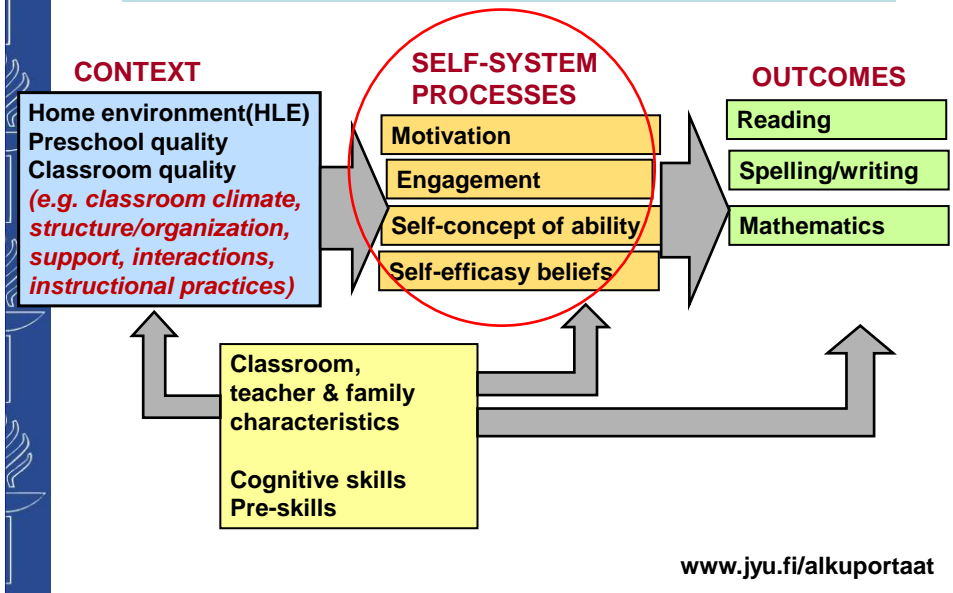 CONTEXT
Home environment(HLE)
Preschool quality
Classroom quality
(e.g. classroom climate,
structure/organization,
support, interactions,
instructional practices)
SELF-SYSTEM
PROCESSES
Motivation
Engagement
Self-concept of ability
Self-efficasy beliefs
OUTCOMES
Reading
Spelling/writing
Mathematics
Classroom,
teacher & family
characteristics
Cognitive skills
Pre-skills
www.jyu.fi/alkuportaat